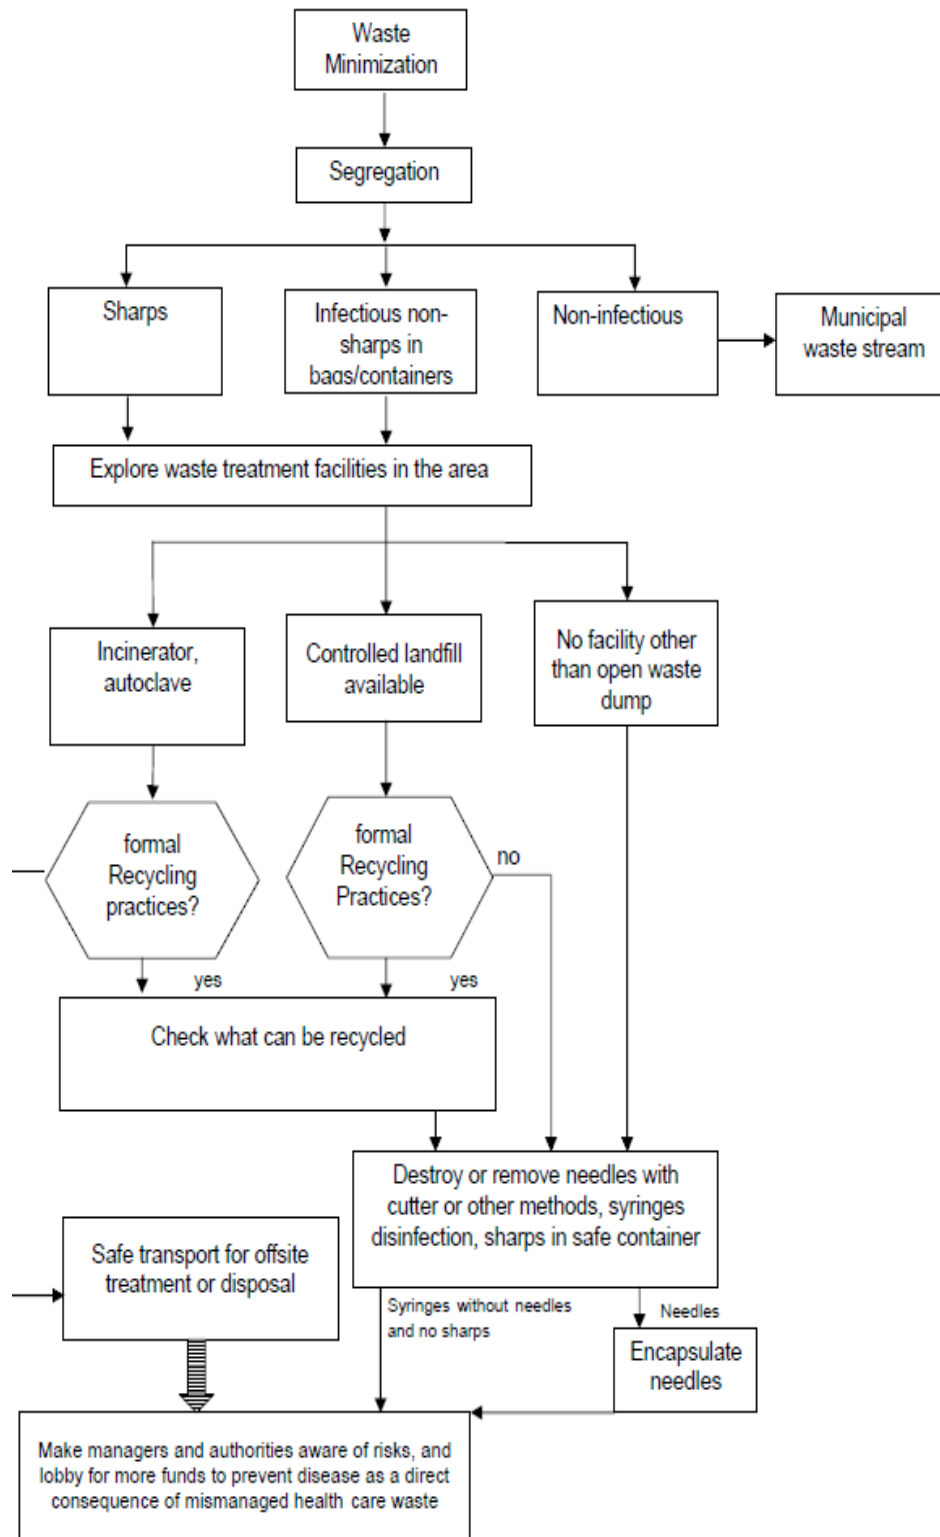 Waste
Minimization
Segregation
Sharps
Infectious non-
sharps in
bags/containers
Non-infectious
Municipal
waste stream
Explore waste treatment facilities in the area
Incinerator,
autoclave
Controlled landfill
available
No facility other
than open waste
dump
formal
Recycling
practices?
formal
Recycling
Practices?
no
yes
yes
Check what can be recycled
Destroy or remove needles with
cutter or other methods, syringes
disinfection, sharps in safe container
Safe transport for offsite
treatment or disposal
Syringes without needles
and no sharps
Needles
Encapsulate
needles
Make managers and authorities aware of risks, and
lobby for more funds to prevent disease as a direct
consequence of mismanaged health care waste